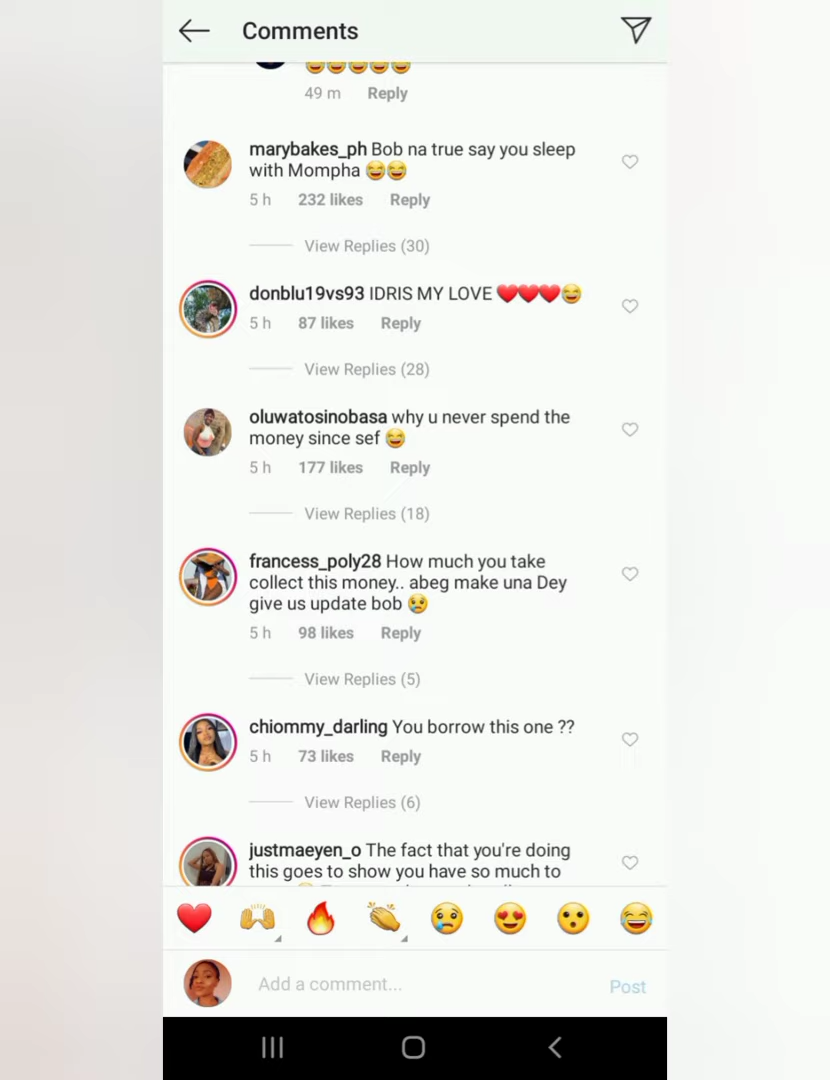 Comments
😂😂😂😂😂
49 m Reply
marybakes_ph Bob na true say you sleep
with Mompha 😂😂
5 h 232 likes Reply
View Replies (30)
donblu19vs93 IDRIS MY LOVE ❤️❤️❤️😂
5 h 87 likes Reply
View Replies (28)
oluwatosinobasa why u never spend the
money since sef 😂
5 h 177 likes Reply
View Replies (18)
francess_poly28 How much you take
collect this money.. abeg make una Dey
give us update bob 😢
5 h 98 likes Reply
View Replies (5)
chiommy_darling You borrow this one ??
5 h 73 likes Reply
View Replies (6)
justmaeyen_o The fact that you're doing
this goes to show you have so much to
Add a comment...
Post